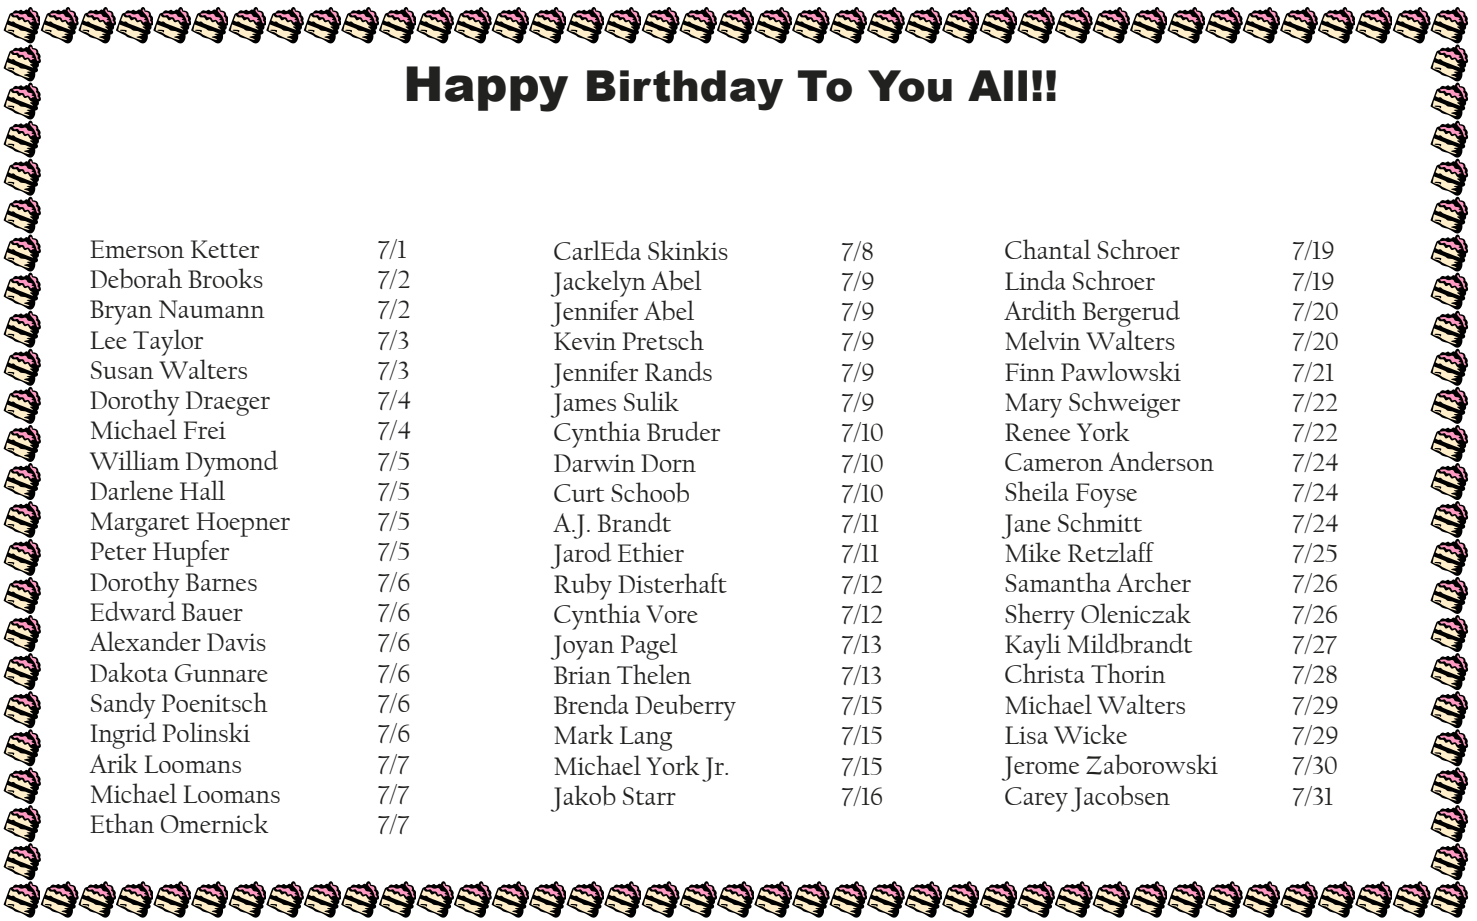 Happy Birthday To You All!!
Emerson Ketter 7/1
Deborah Brooks 7/2
Bryan Naumann 7/2
Lee Taylor 7/3
Susan Walters 7/3
Dorothy Draeger 7/4
Michael Frei 7/4
William Dymond 7/5
Darlene Hall 7/5
Margaret Hoepner 7/5
Peter Hupfer 7/5
Dorothy Barnes 7/6
Edward Bauer 7/6
Alexander Davis 7/6
Dakota Gunnare 7/6
Sandy Poenitsch 7/6
Ingrid Polinski 7/6
Arik Loomans 7/7
Michael Loomans 7/7
Ethan Omernick 7/7
CarlEda Skinkis 7/8
Jackelyn Abel 7/9
Jennifer Abel 7/9
Kevin Pretsch 7/9
Jennifer Rands 7/9
James Sulik 7/9
Cynthia Bruder 7/10
Darwin Dorn 7/10
Curt Schoob 7/10
A.J. Brandt 7/11
Jarod Ethier 7/11
Ruby Disterhaft 7/12
Cynthia Vore 7/12
Joyan Pagel 7/13
Brian Thelen 7/13
Brenda Deuberry 7/15
Mark Lang 7/15
Michael York Jr. 7/15
Jakob Starr 7/16
Chantal Schroer 7/19
Linda Schroer 7/19
Ardith Bergerud 7/20
Melvin Walters 7/20
Finn Pawlowski 7/21
Mary Schweiger 7/22
Renee York 7/22
Cameron Anderson 7/24
Sheila Foyse 7/24
Jane Schmitt 7/24
Mike Retzlaff 7/25
Samantha Archer 7/26
Sherry Oleniczak 7/26
Kayli Mildbrandt 7/27
Christa Thorin 7/28
Michael Walters 7/29
Lisa Wicke 7/29
Jerome Zaborowski 7/30
Carey Jacobsen 7/31